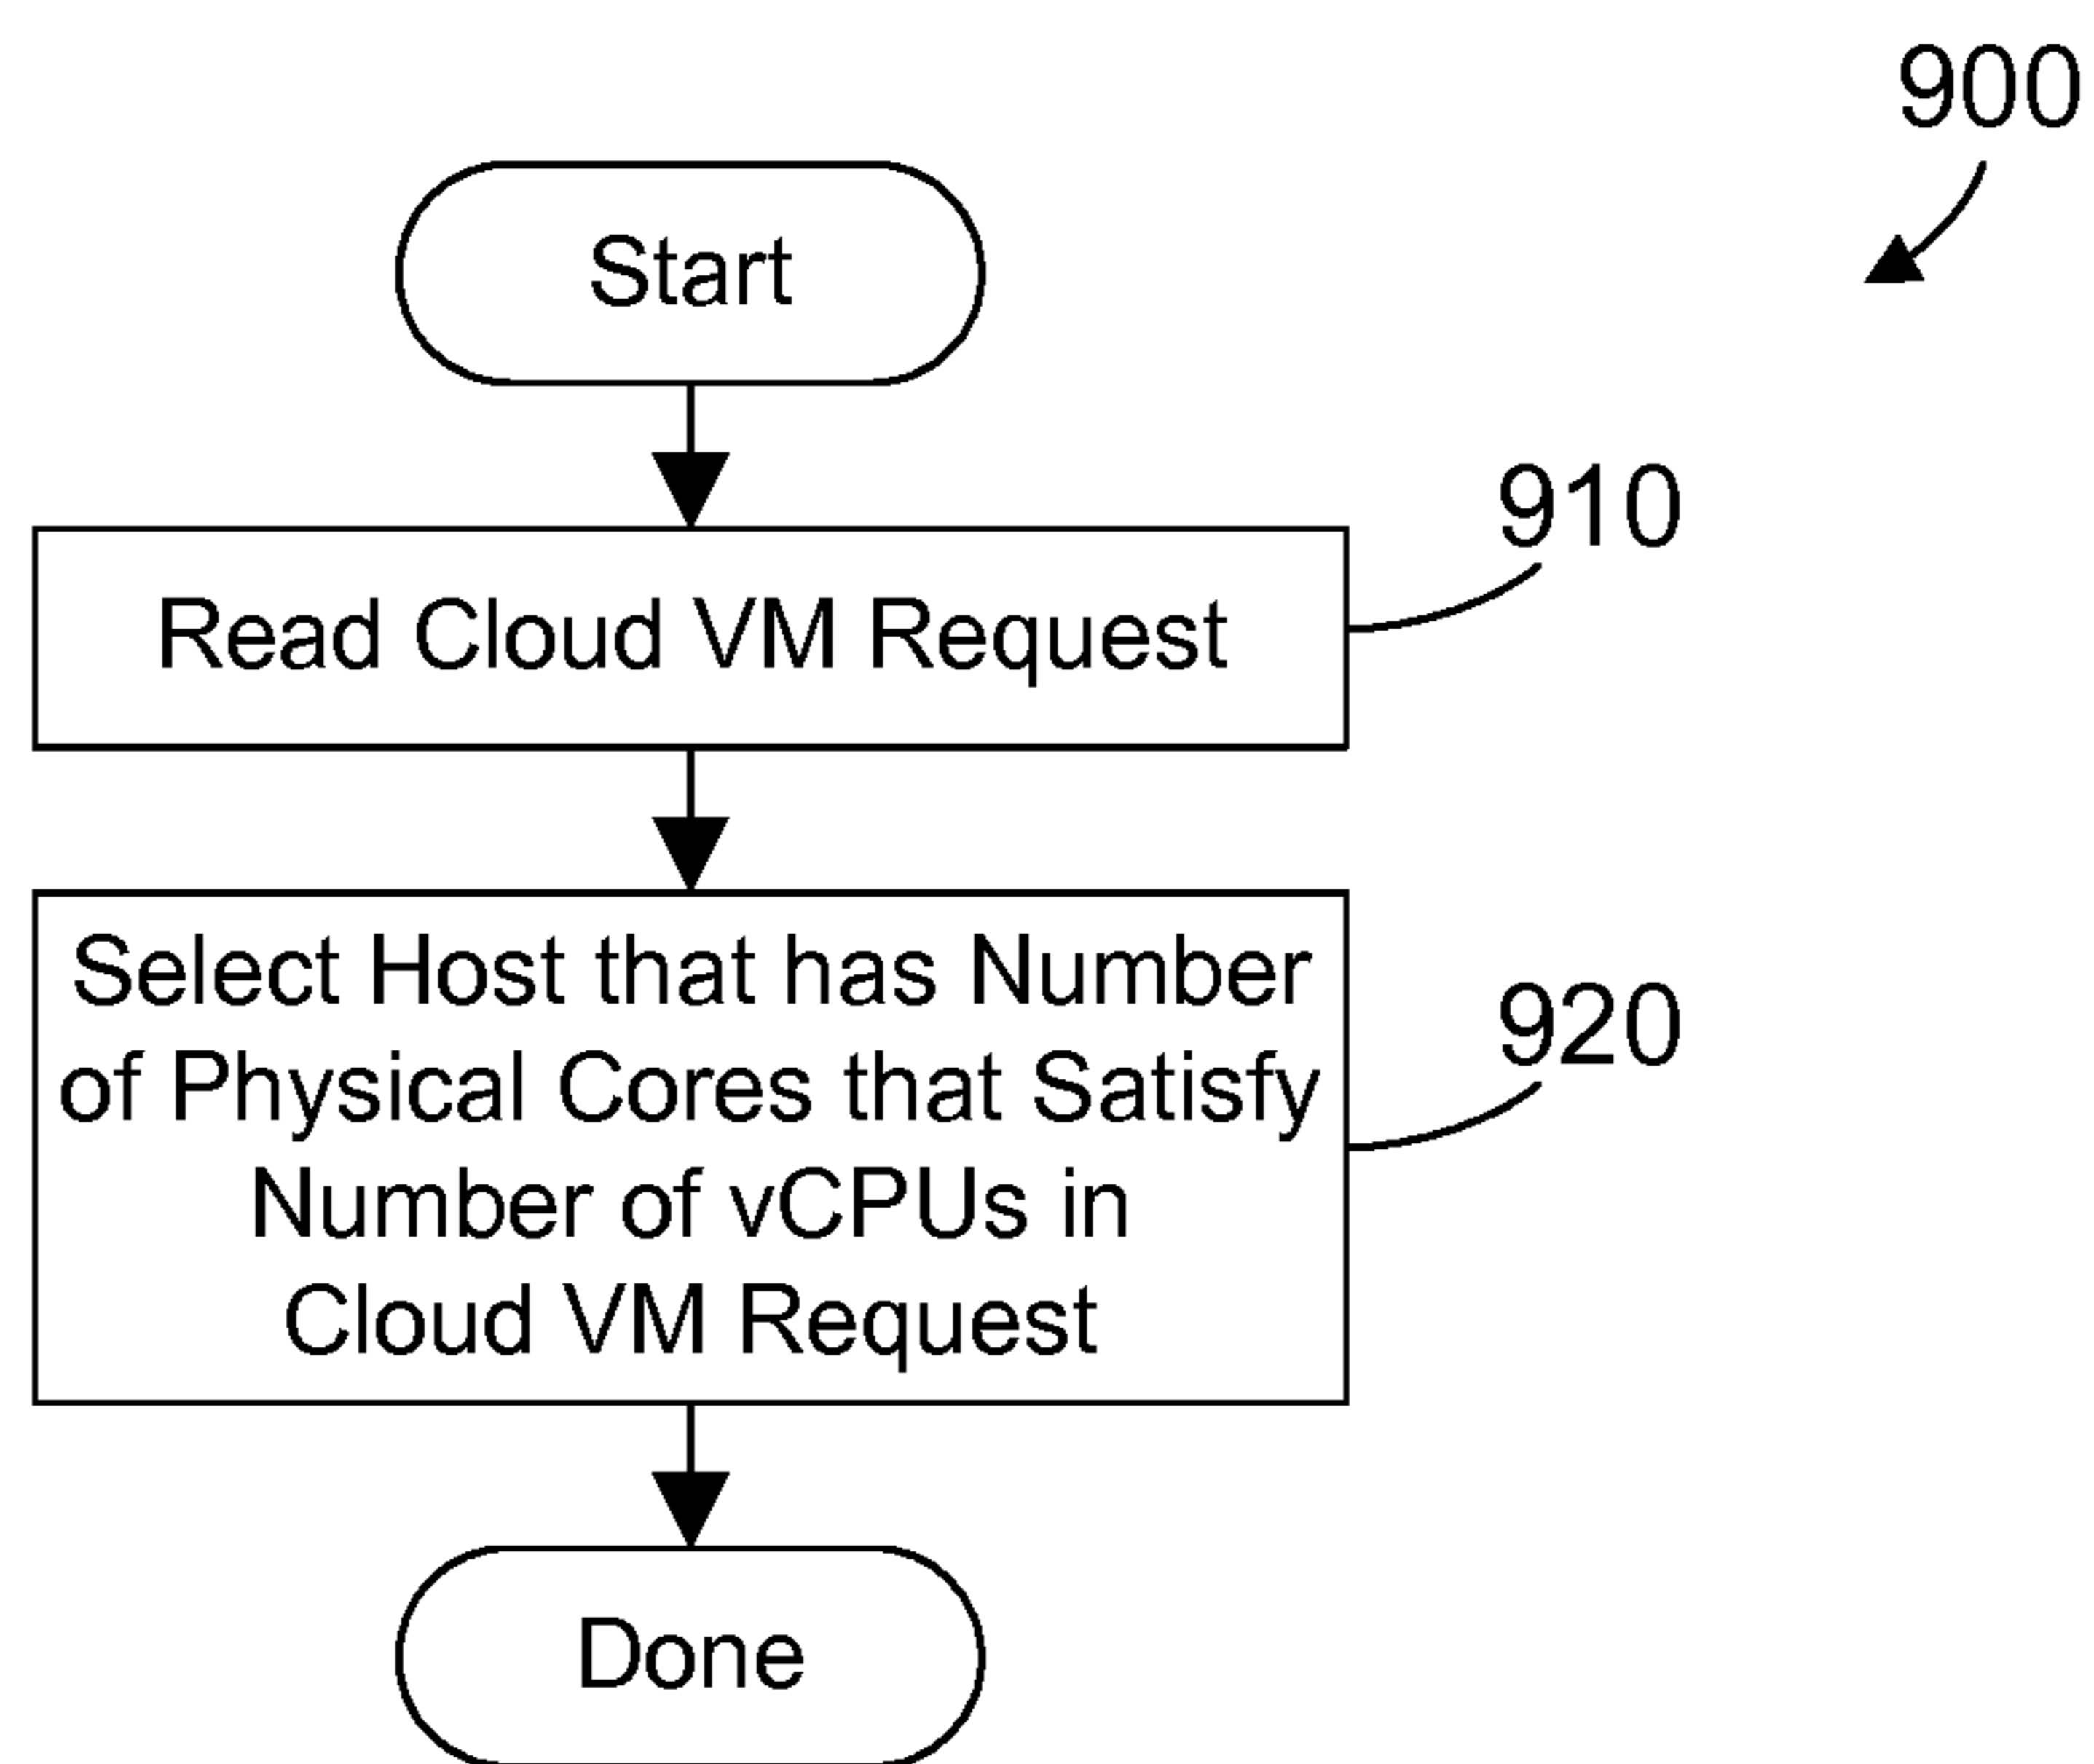 900
Start
910
Read Cloud VM Request
Select Host that has Number
of Physical Cores that Satisfy
Number of vCPUs in
Cloud VM Request
920
Done